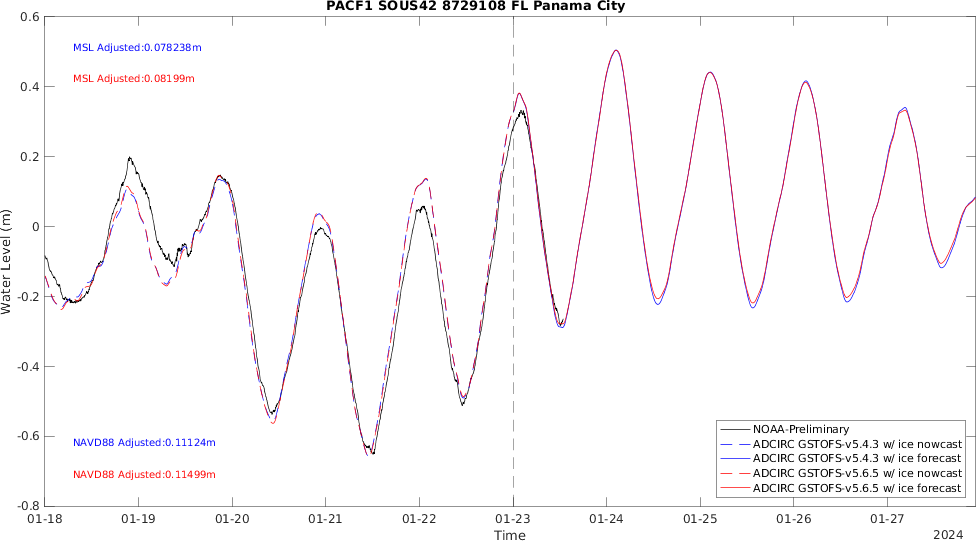 PACF1 SOUS42 8729108 FL Panama City
0.6
MSL Adjusted:0.078238m
MSL Adjusted:0.08199m
0.4
0.2
0
-0.2
-0.4
-0.6
-0.8
Water Level (m)
NAVD88 Adjusted:0.11124m
NAVD88 Adjusted:0.11499m
NOAA-Preliminary
ADCIRC GSTOFS-v5.4.3 w/ ice nowcast
ADCIRC GSTOFS-v5.4.3 w/ ice forecast
ADCIRC GSTOFS-v5.6.5 w/ ice nowcast
ADCIRC GSTOFS-v5.6.5 w/ ice forecast
01-18 01-19 01-20 01-21 01-22 01-23 01-24 01-25 01-26 01-27
Time
2024